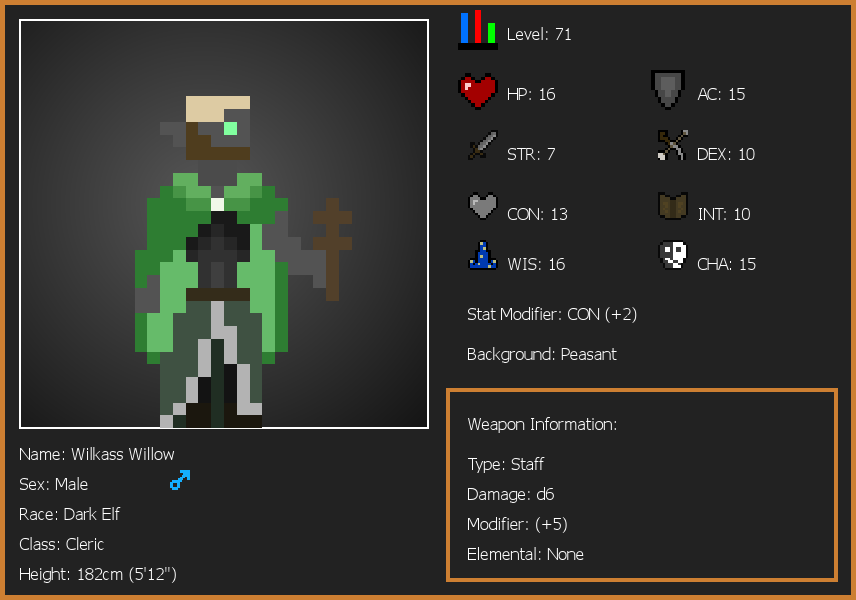 Level: 71
HP: 16
AC: 15
STR: 7
DEX: 10
CON: 13
INT: 10
WIS: 16
CHA: 15
Stat Modifier: CON (+2)
Background: Peasant
Weapon Information:
Type: Staff
Damage: d6
Modifier: (+5)
Elemental: None
Name: Wilkass Willow
Sex: Male
Race: Dark Elf
Class: Cleric
Height: 182cm (5'12")